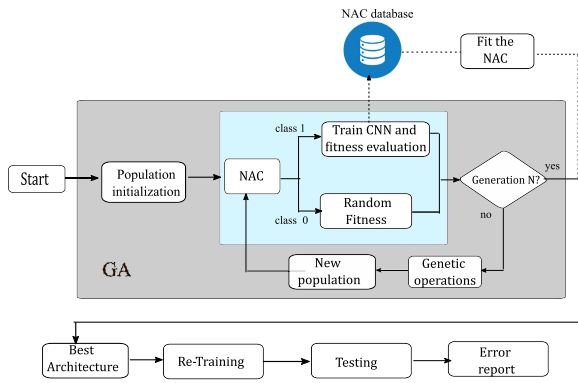 NAC database
Fit the
NAC
class 1
Train CNN and
fitness evaluation
Start
Population
initialization
NAC
Generation N?
yes
Random
Fitness
class 0
no
GA
New
population
Genetic
operations
Best
Architecture
Re-Training
Testing
Error
report